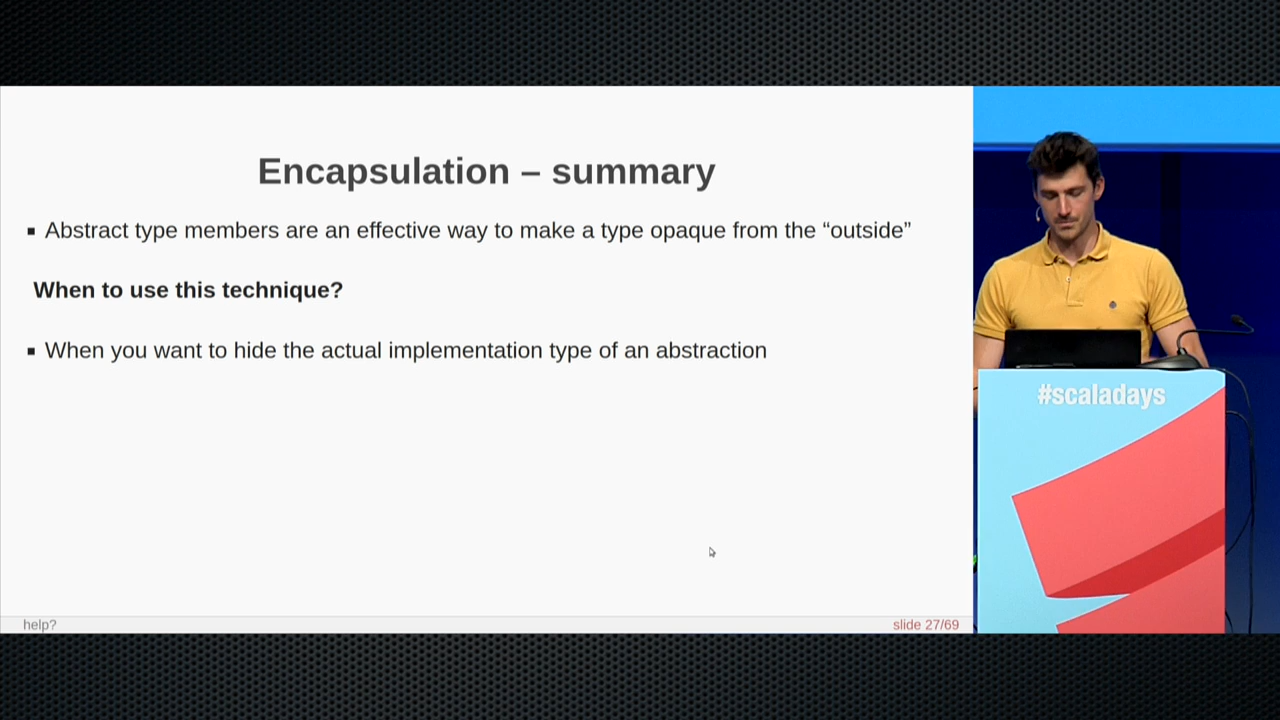 Encapsulation – summary
▪ Abstract type members are an effective way to make a type opaque from the “outside”
When to use this technique?
▪ When you want to hide the actual implementation type of an abstraction
help?
slide 27/69
#scaladays